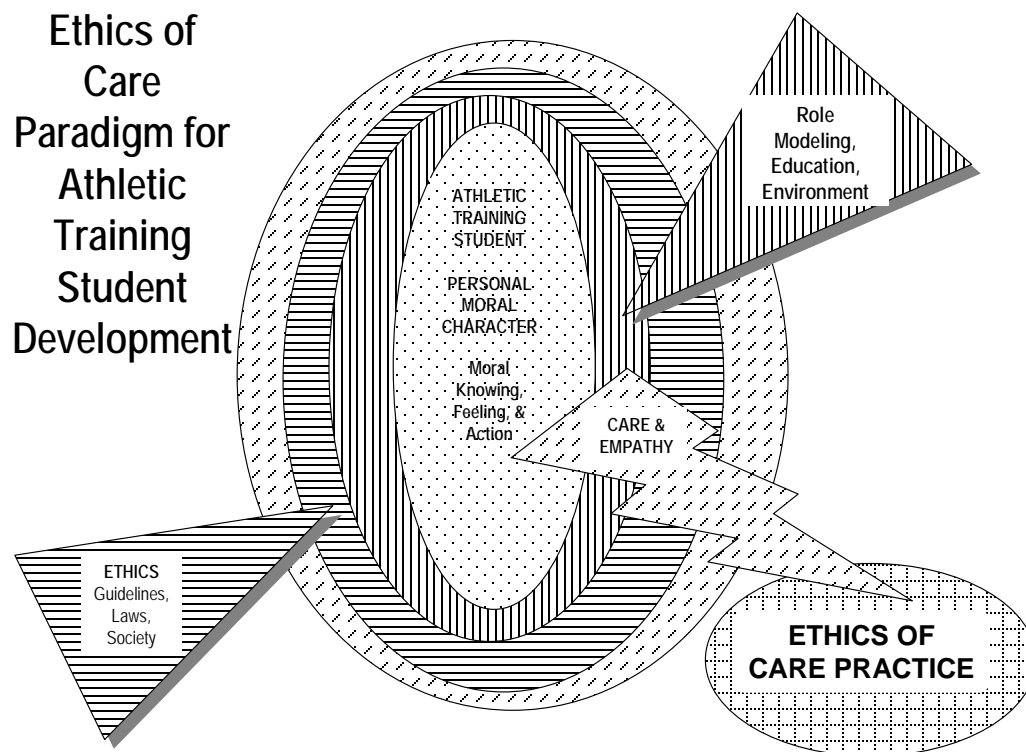 Ethics of
Care
Paradigm for
Athletic
Training
Student
Development
Role
Modeling,
Education,
Environment
ATHLETIC
TRAINING
STUDENT
PERSONAL
MORAL
CHARACTER
Moral
Knowing,
Feeling, &
Action
CARE &
EMPATHY
ETHICS
Guidelines,
Laws,
Society
ETHICS OF
CARE PRACTICE